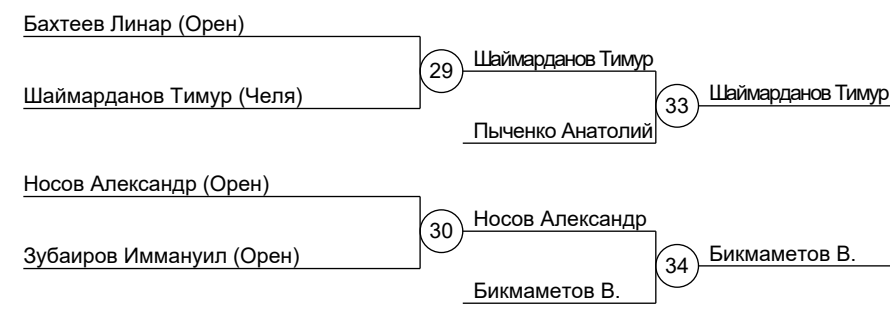 Бахтеев Линар (Орен)
29
Шаймарданов Тимур
Шаймарданов Тимур (Челя)
33
Шаймарданов Тимур
Пыченко Анатолий
Носов Александр (Орен)
30
Носов Александр
Зубаиров Иммануил (Орен)
34
Бикмаметов В.
Бикмаметов В.